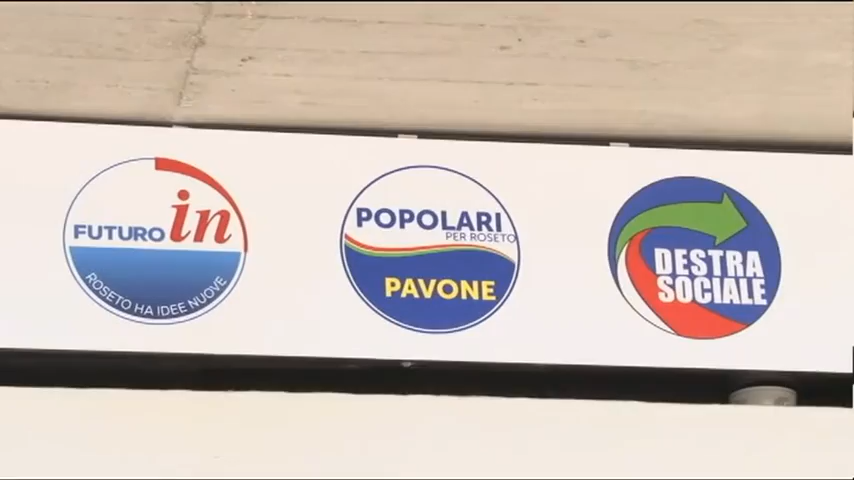 FUTURO in
ROSETO HA IDEE NUOVE
POPOLARI
PER ROSETO
PAVONE
DESTRA
SOCIALE